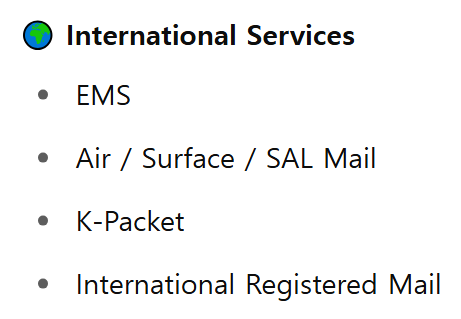 🌍 International Services
• EMS
• Air / Surface / SAL Mail
• K-Packet
• International Registered Mail